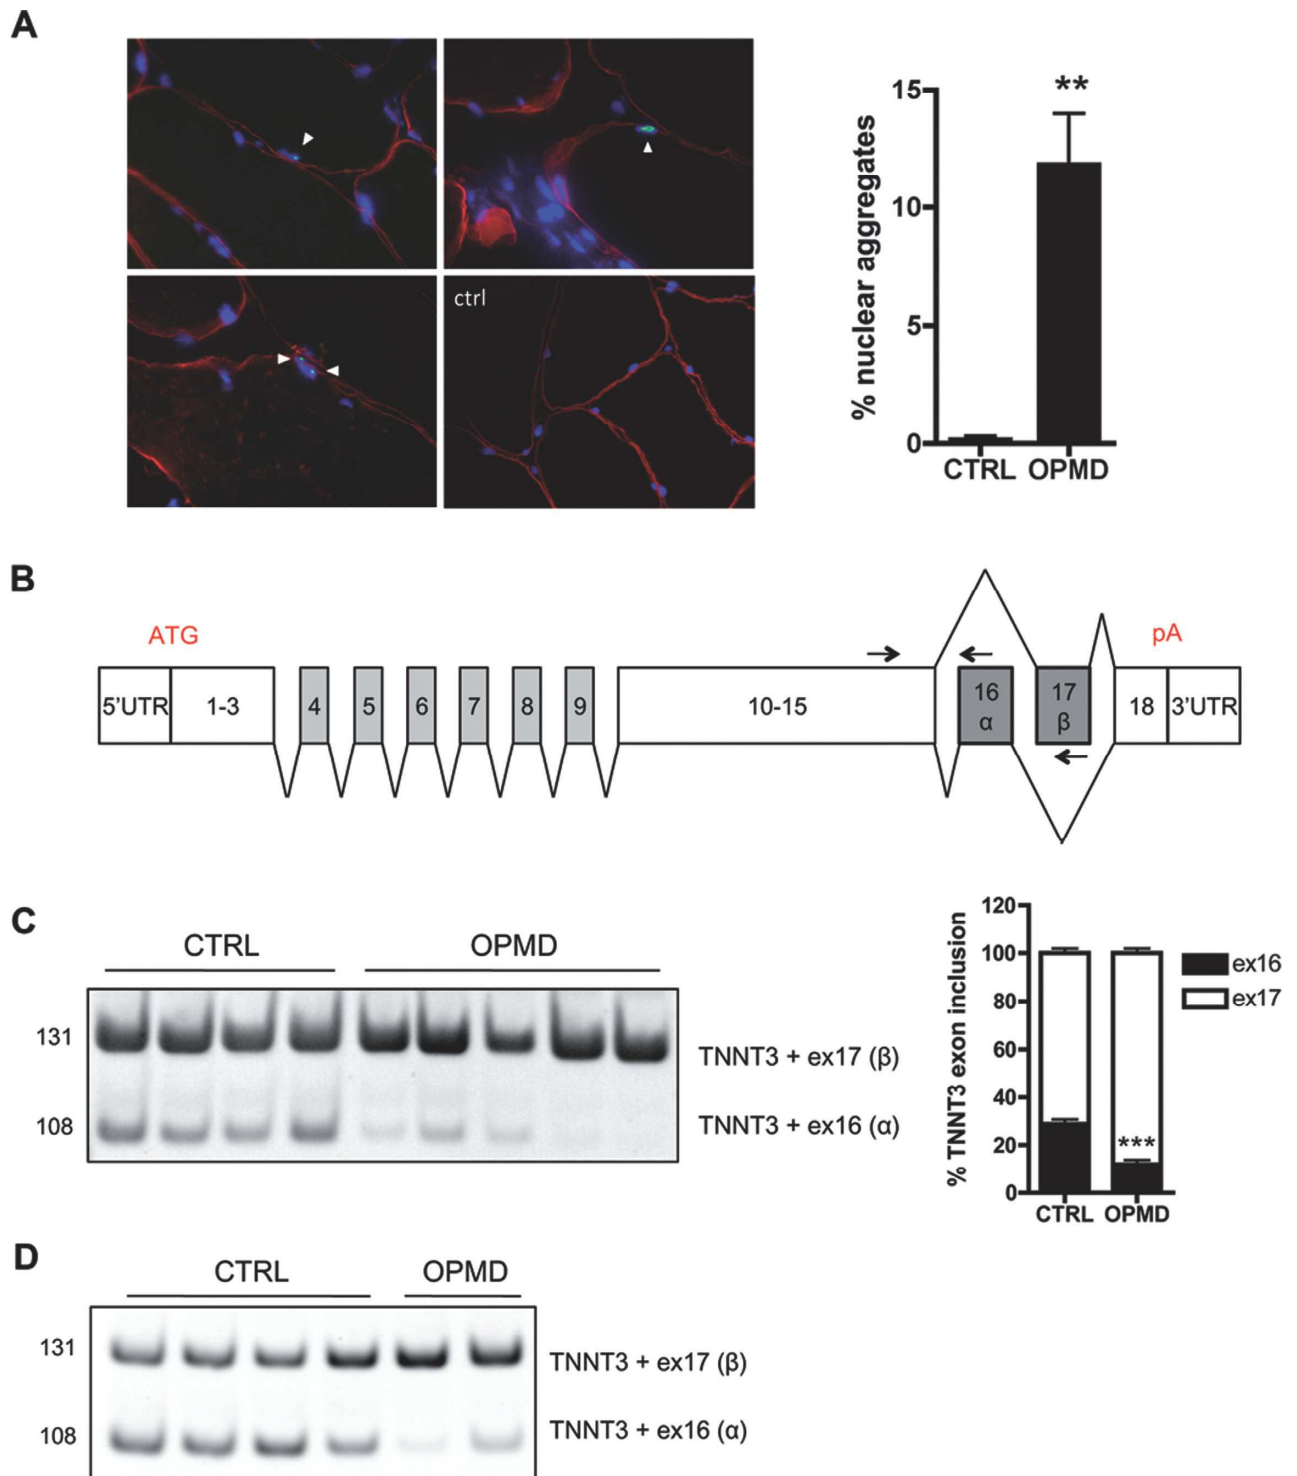 A
ctrl
% nuclear aggregates
15
10
5
0
**
CTRL OPMD
B
ATG
pA
5'UTR
1-3
4
5
6
7
8
9
10-15
16
α
17
β
18
3'UTR
C
CTRL
OPMD
131
108
TNNT3 + ex17 (β)
TNNT3 + ex16 (α)
% TNNT3 exon inclusion
120
100
80
60
40
20
0
***
CTRL OPMD
ex16
ex17
D
CTRL
OPMD
131
108
TNNT3 + ex17 (β)
TNNT3 + ex16 (α)